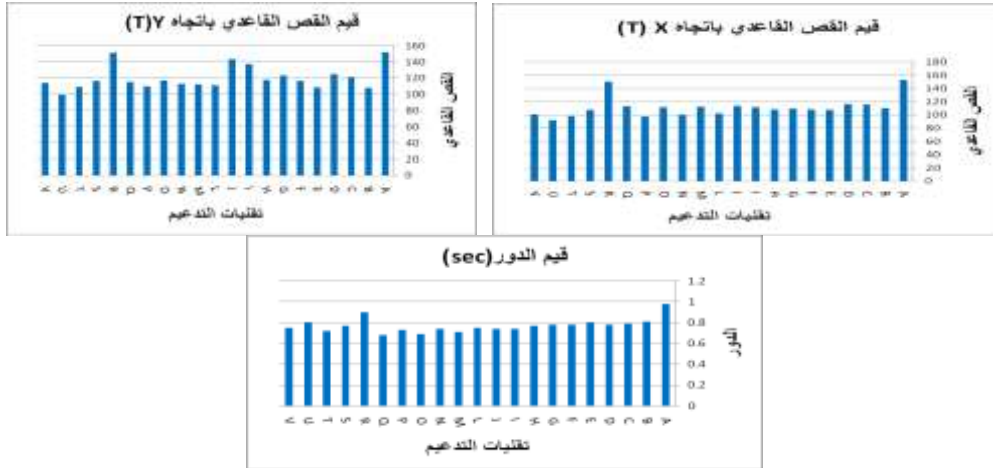 قيم القص القاعدي باتجاه Y(T)
160
140
120
100
80
60
40
20
0
القص القاعدي
V U T S R Q P O N M L J I H G F E D C B A
تقنيات التدعيم
قيم القص القاعدي باتجاه X (T)
180
160
140
120
100
80
60
40
20
0
القص القاعدي
V U T S R Q P O N M L J I H G F E D C B A
تقنيات التدعيم
قيم الدور(sec)
1.2
1
0.8
0.6
0.4
0.2
0
الدور
V U T S R Q P O N M L J I H G F E D C B A
تقنيات التدعيم